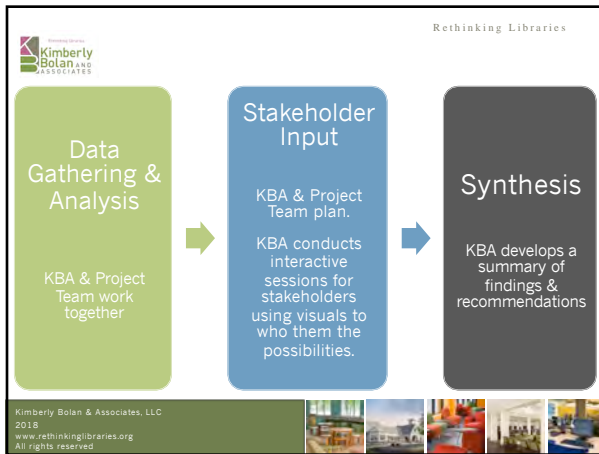 Rethinking Libraries
Rethinking libraries
Kimberly
Bolan AND
ASSOCIATES
Data
Gathering &
Analysis
KBA & Project
Team work
together
Stakeholder
Input
KBA & Project
Team plan.
KBA conducts
interactive
sessions for
stakeholders
using visuals to
who them the
possibilities.
Synthesis
KBA develops a
summary of
findings &
recommendations
Kimberly Bolan & Associates, LLC
2018
www.rethinkinglibraries.org
All rights reserved